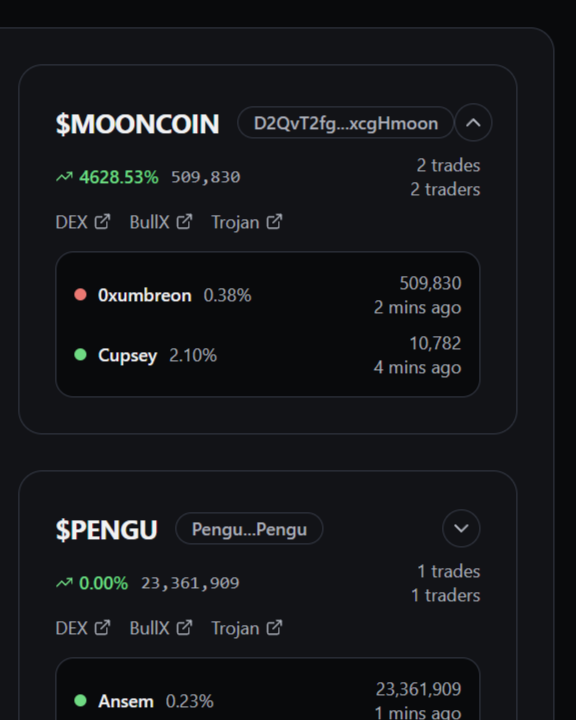 $MOONCOIN D2QvT2fg...xcgHmoon
4628.53% 509,830
2 trades
2 traders
DEX BullX Trojan
0xumbreon 0.38%
509,830
2 mins ago
Cupsey 2.10%
10,782
4 mins ago
$PENGU Pengu...Pengu
0.00% 23,361,909
1 trades
1 traders
DEX BullX Trojan
Ansem 0.23%
23,361,909
1 mins ago